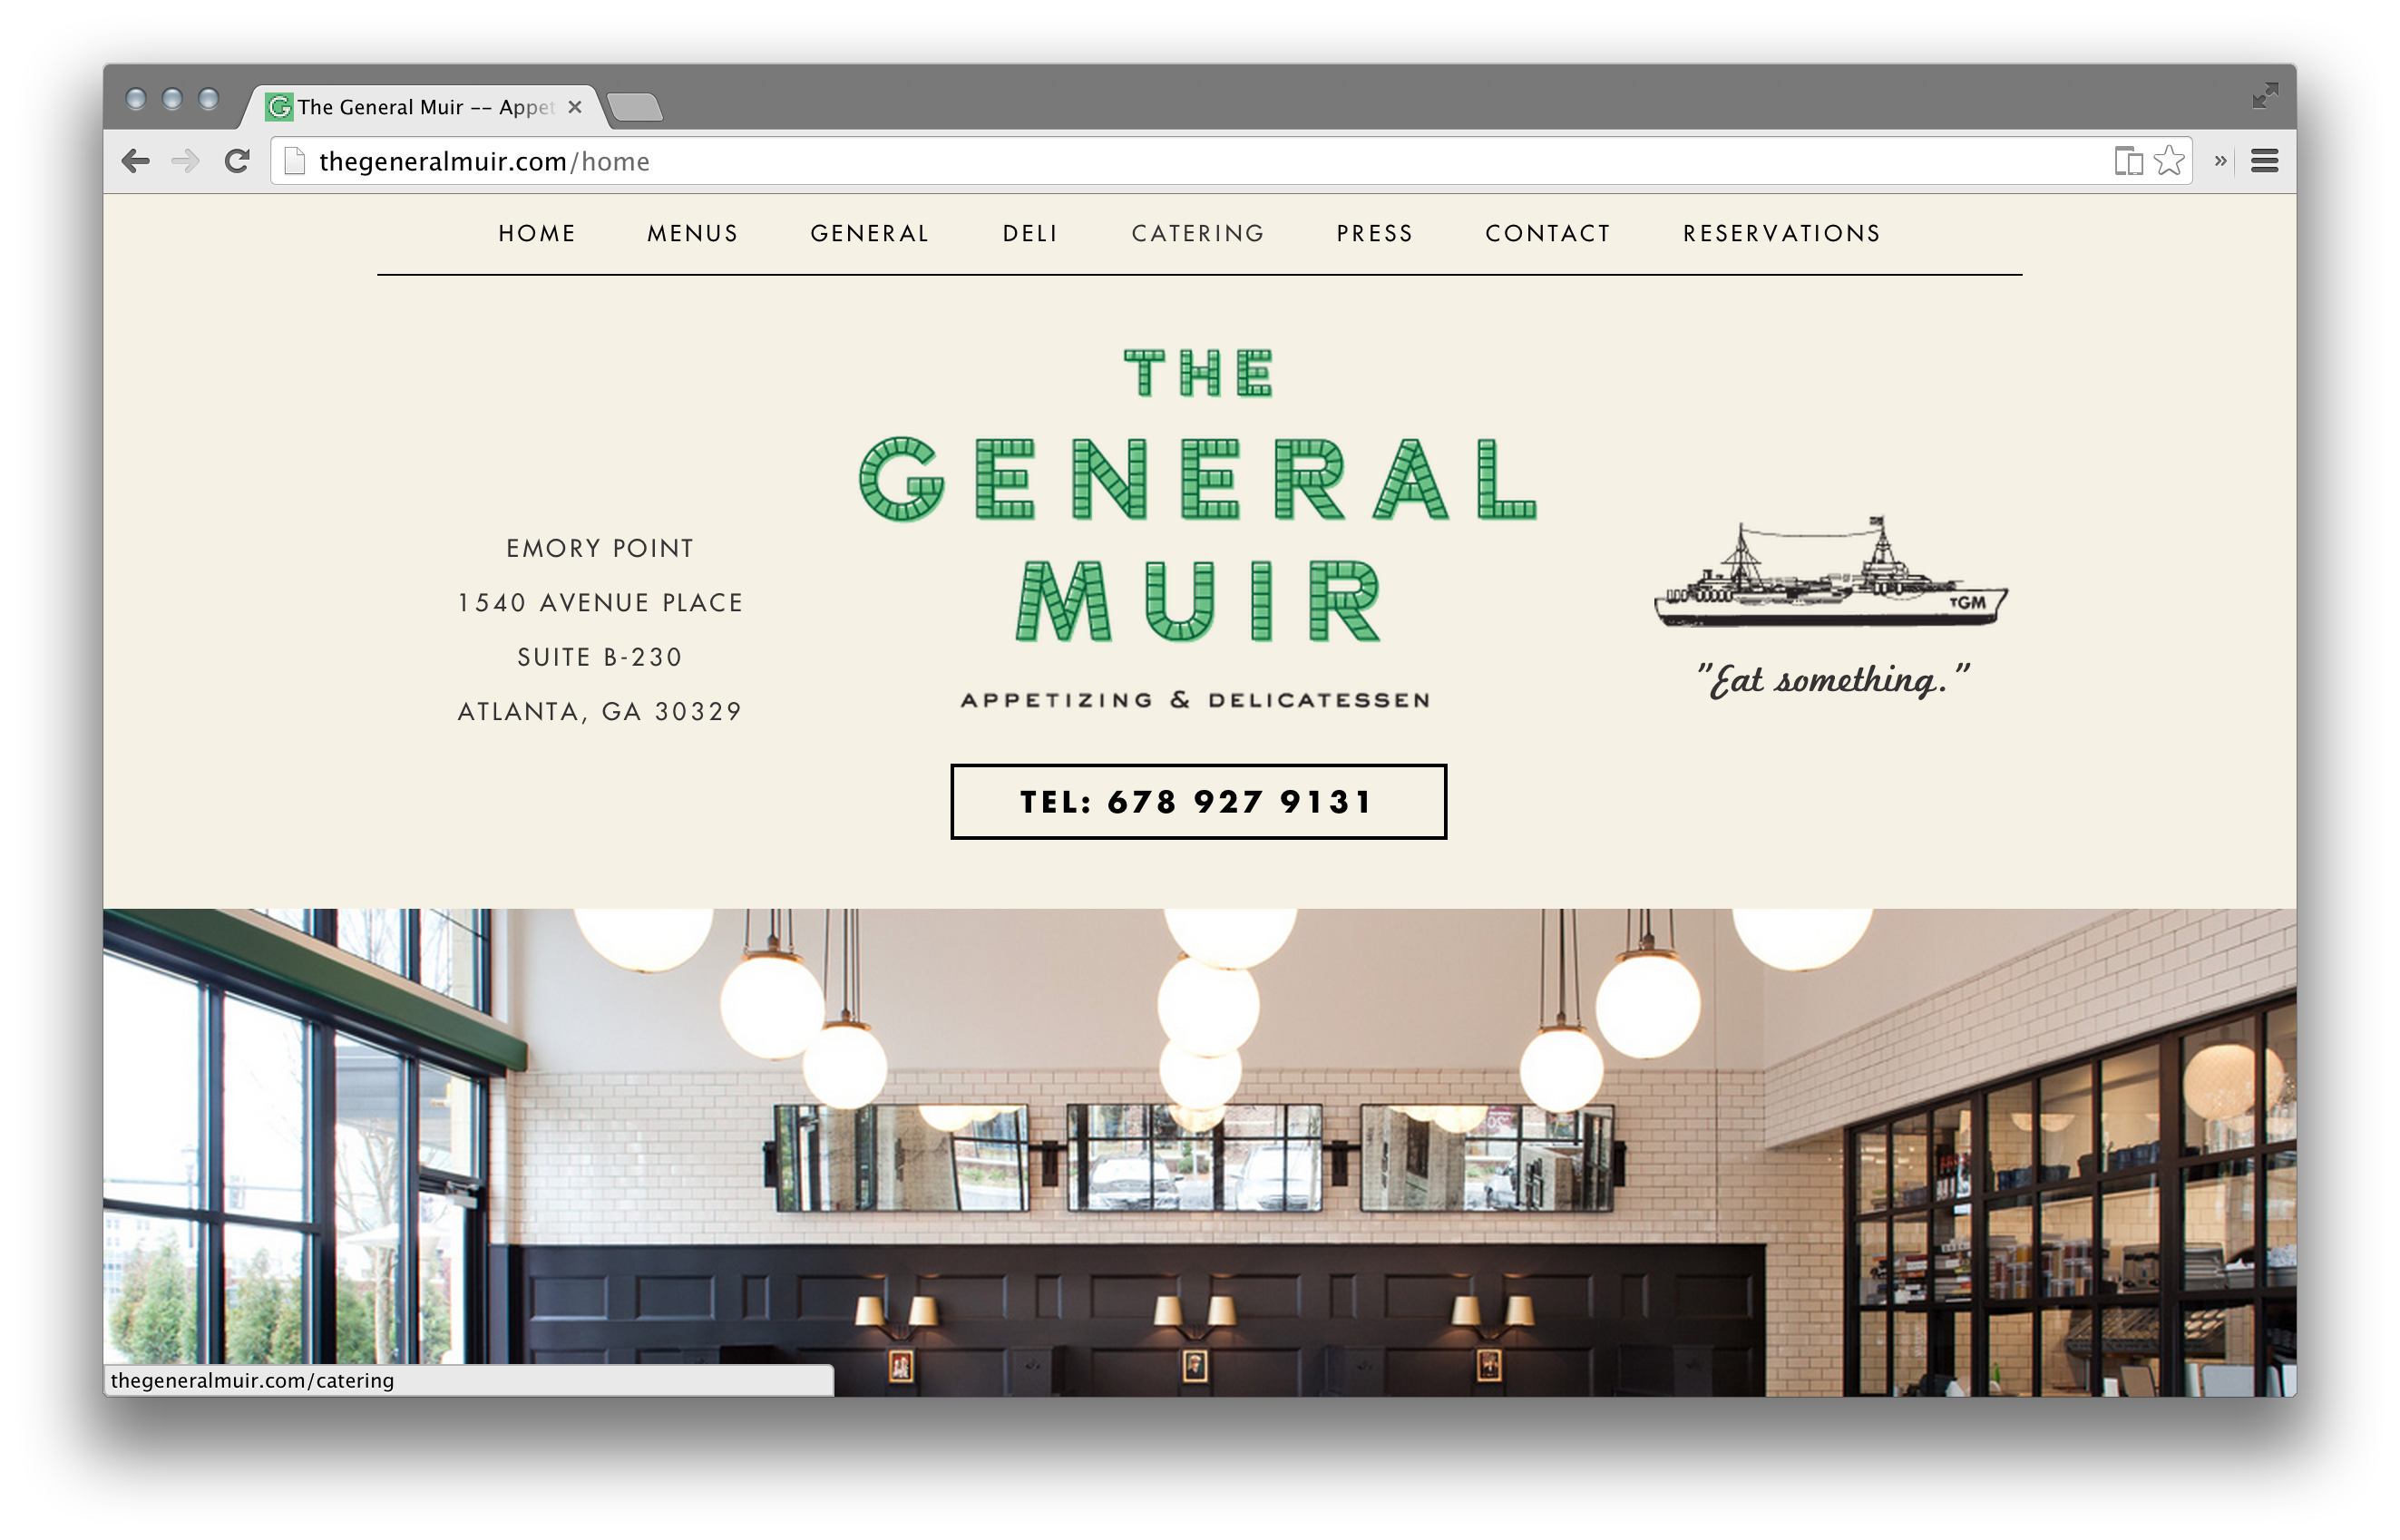 The General Muir -- Appet
thegeneralmuir.com/home
HOME MENUS GENERAL DELI CATERING PRESS CONTACT RESERVATIONS
THE
GENERAL
MUIR
APPETIZING & DELICATESSEN
EMORY POINT
1540 AVENUE PLACE
SUITE B-230
ATLANTA, GA 30329
TGM
"Eat something."
TEL: 678 927 9131
thegeneralmuir.com/catering